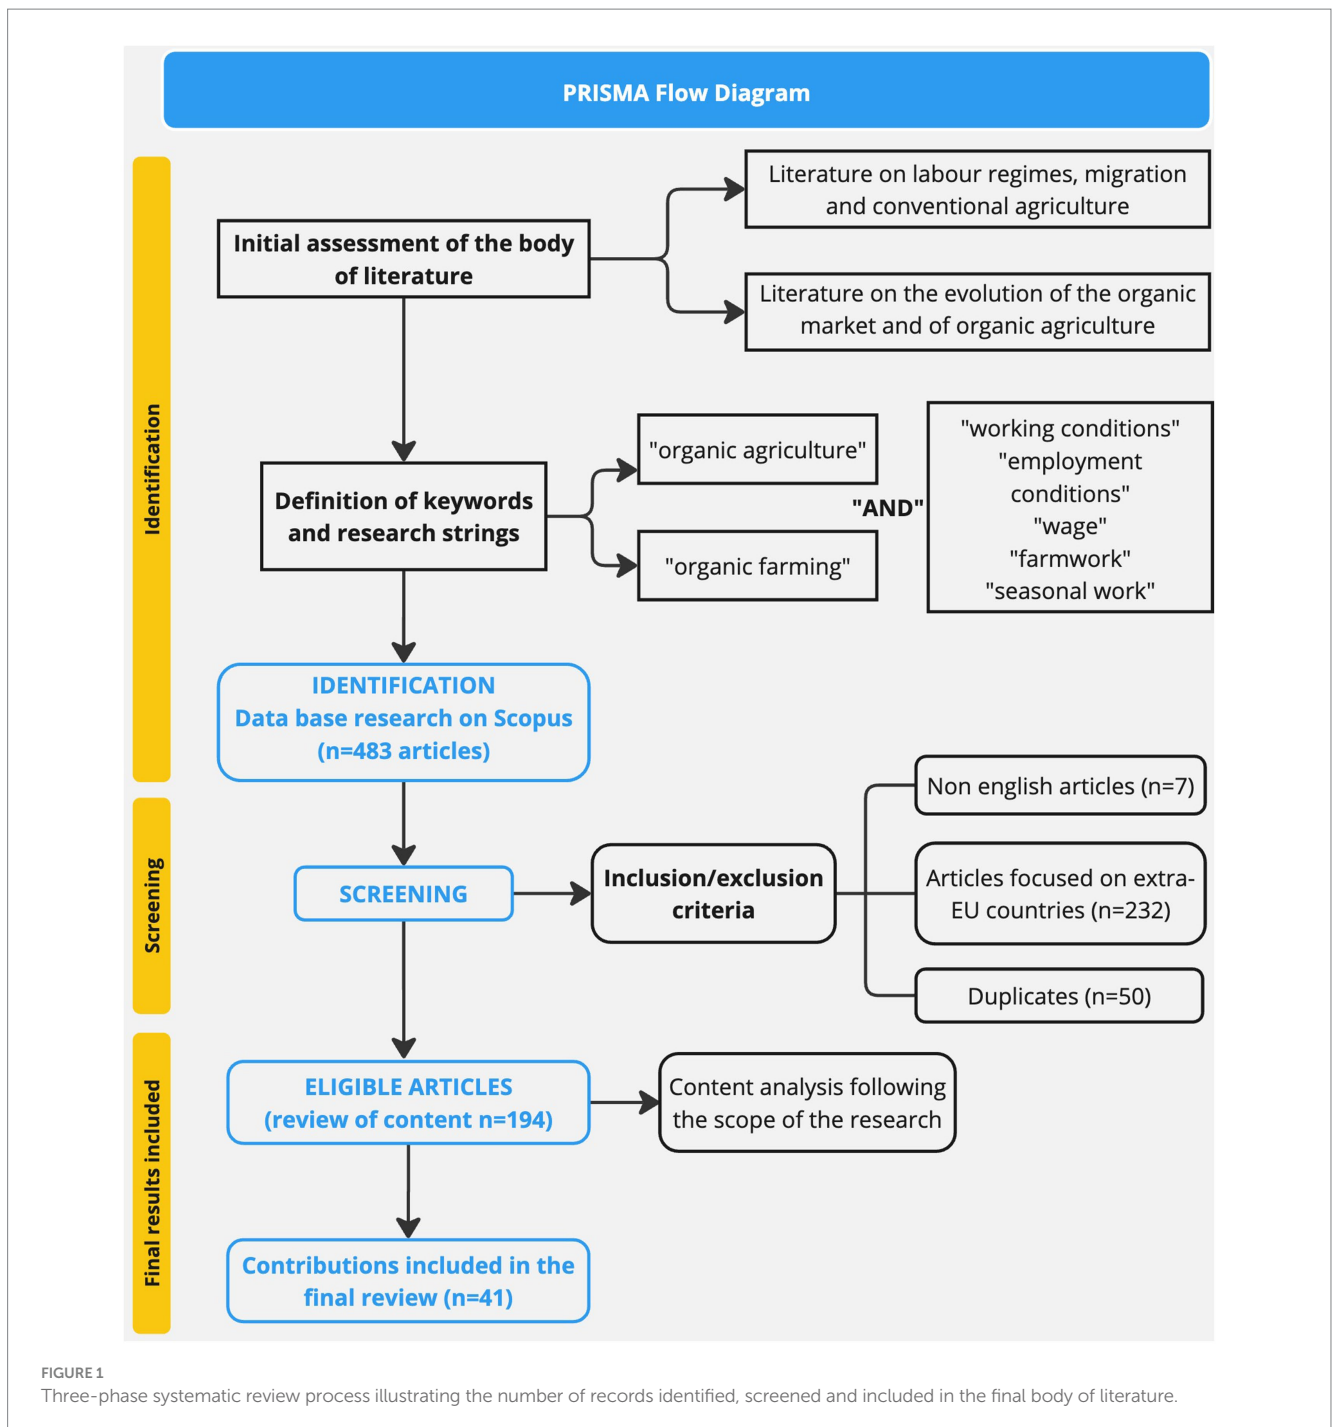 PRISMA Flow Diagram
Identification
Literature on labour regimes, migration
and conventional agriculture
Initial assessment of the body
of literature
Literature on the evolution of the organic
market and of organic agriculture
Definition of keywords
and research strings
"organic agriculture"
"organic farming"
"AND"
"working conditions"
"employment
conditions"
"wage"
"farmwork"
"seasonal work"
IDENTIFICATION
Data base research on Scopus
(n=483 articles)
Screening
SCREENING
Inclusion/exclusion
criteria
Non english articles (n=7)
Articles focused on extra-
EU countries (n=232)
Duplicates (n=50)
Final results included
ELIGIBLE ARTICLES
(review of content n=194)
Content analysis following
the scope of the research
Contributions included in the
final review (n=41)
FIGURE 1
Three-phase systematic review process illustrating the number of records identified, screened and included in the final body of literature.